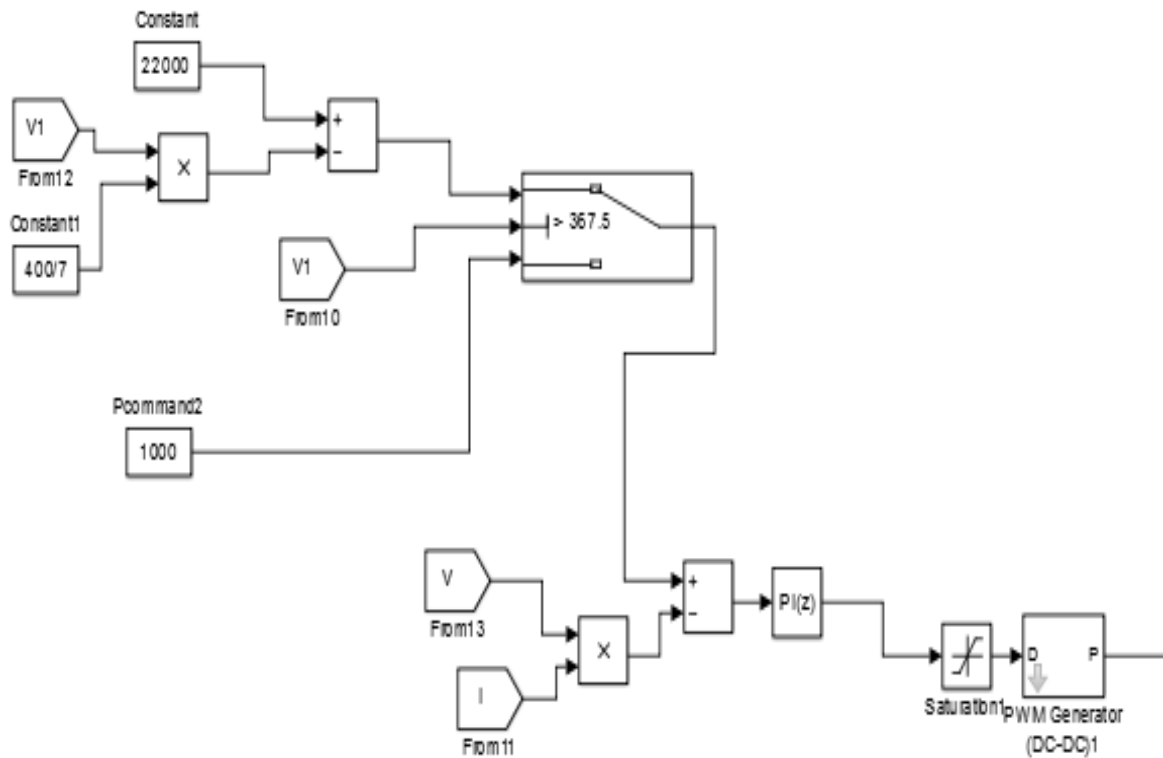 Constant
22000
V1
From12
X
+
−
Constant1
400/7
> 367.5
V1
From10
Pcommand2
1000
V
From13
I
From11
X
+
−
PI(z)
Saturation1
D
P
PWM Generator
(DC-DC)1